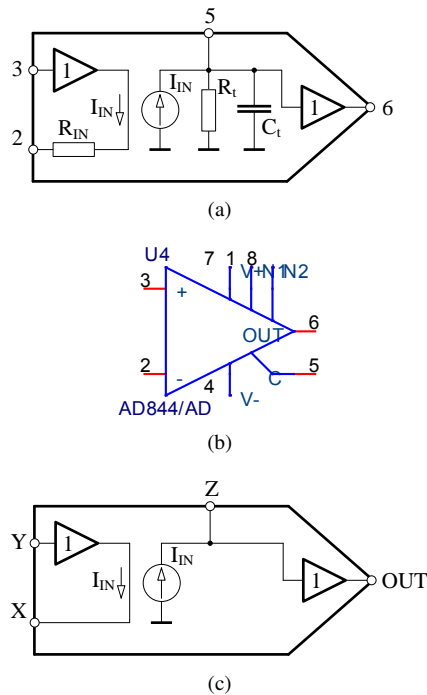 5
3
1
I_IN
I_IN
R_t
C_t
1
6
2
R_IN
(a)
U4
7
1
8
V+
N1
N2
3
+
OUT
6
2
-
4
5
C
V-
AD844/AD
(b)
Z
Y
1
I_IN
I_IN
1
OUT
X
(c)